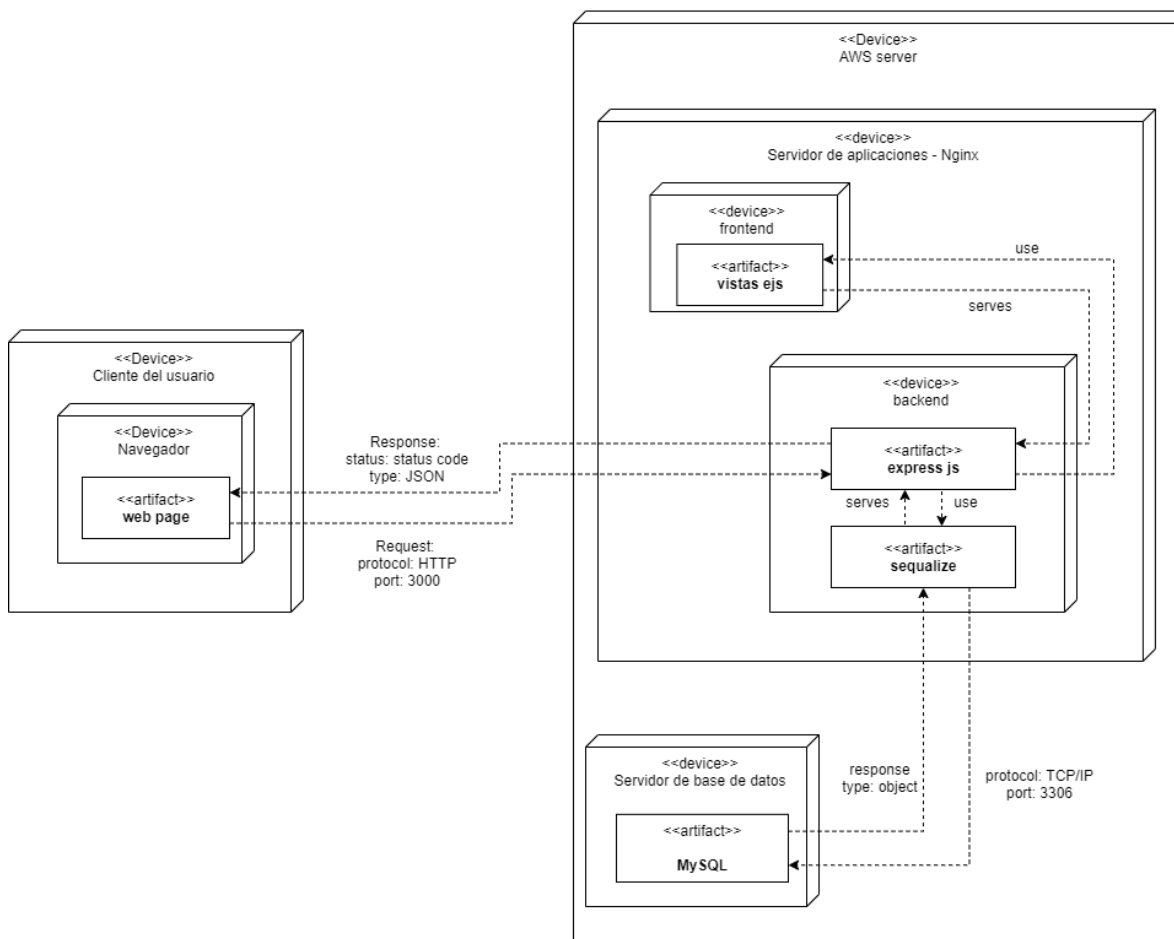 <<Device>>
AWS server
<<device>>
Servidor de aplicaciones - Nginx
<<device>>
frontend
<<artifact>>
vistas ejs
use
serves
<<Device>>
Cliente del usuario
<<Device>>
Navegador
<<artifact>>
web page
Response:
status: status code
type: JSON
Request:
protocol: HTTP
port: 3000
<<device>>
backend
<<artifact>>
express js
serves
use
<<artifact>>
sequalize
<<device>>
Servidor de base de datos
<<artifact>>
MySQL
response
type: object
protocol: TCP/IP
port: 3306